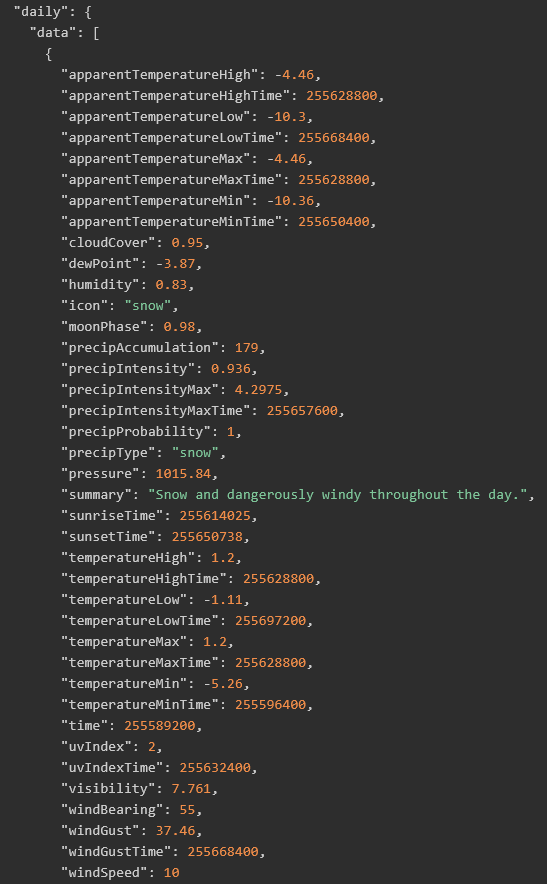 "daily": {
"data": [
{
"apparentTemperatureHigh": -4.46,
"apparentTemperatureHighTime": 255628800,
"apparentTemperatureLow": -10.3,
"apparentTemperatureLowTime": 255668400,
"apparentTemperatureMax": -4.46,
"apparentTemperatureMaxTime": 255628800,
"apparentTemperatureMin": -10.36,
"apparentTemperatureMinTime": 255650400,
"cloudCover": 0.95,
"dewPoint": -3.87,
"humidity": 0.83,
"icon": "snow",
"moonPhase": 0.98,
"precipAccumulation": 179,
"precipIntensity": 0.936,
"precipIntensityMax": 4.2975,
"precipIntensityMaxTime": 255657600,
"precipProbability": 1,
"precipType": "snow",
"pressure": 1015.84,
"summary": "Snow and dangerously windy throughout the day.",
"sunriseTime": 255614025,
"sunsetTime": 255650738,
"temperatureHigh": 1.2,
"temperatureHighTime": 255628800,
"temperatureLow": -1.11,
"temperatureLowTime": 255697200,
"temperatureMax": 1.2,
"temperatureMaxTime": 255628800,
"temperatureMin": -5.26,
"temperatureMinTime": 255596400,
"time": 255589200,
"uvIndex": 2,
"uvIndexTime": 255632400,
"visibility": 7.761,
"windBearing": 55,
"windGust": 37.46,
"windGustTime": 255668400,
"windSpeed": 10